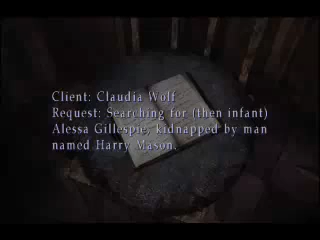 Client: Claudia Wolf
Request: Searching for (then infant)
Alessa Gillespie, kidnapped by man
named Harry Mason.